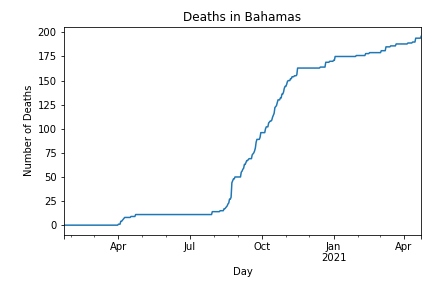 Deaths in Bahamas
Number of Deaths
200
175
150
125
100
75
50
25
0
Apr
Jul
Oct
Jan
2021
Apr
Day